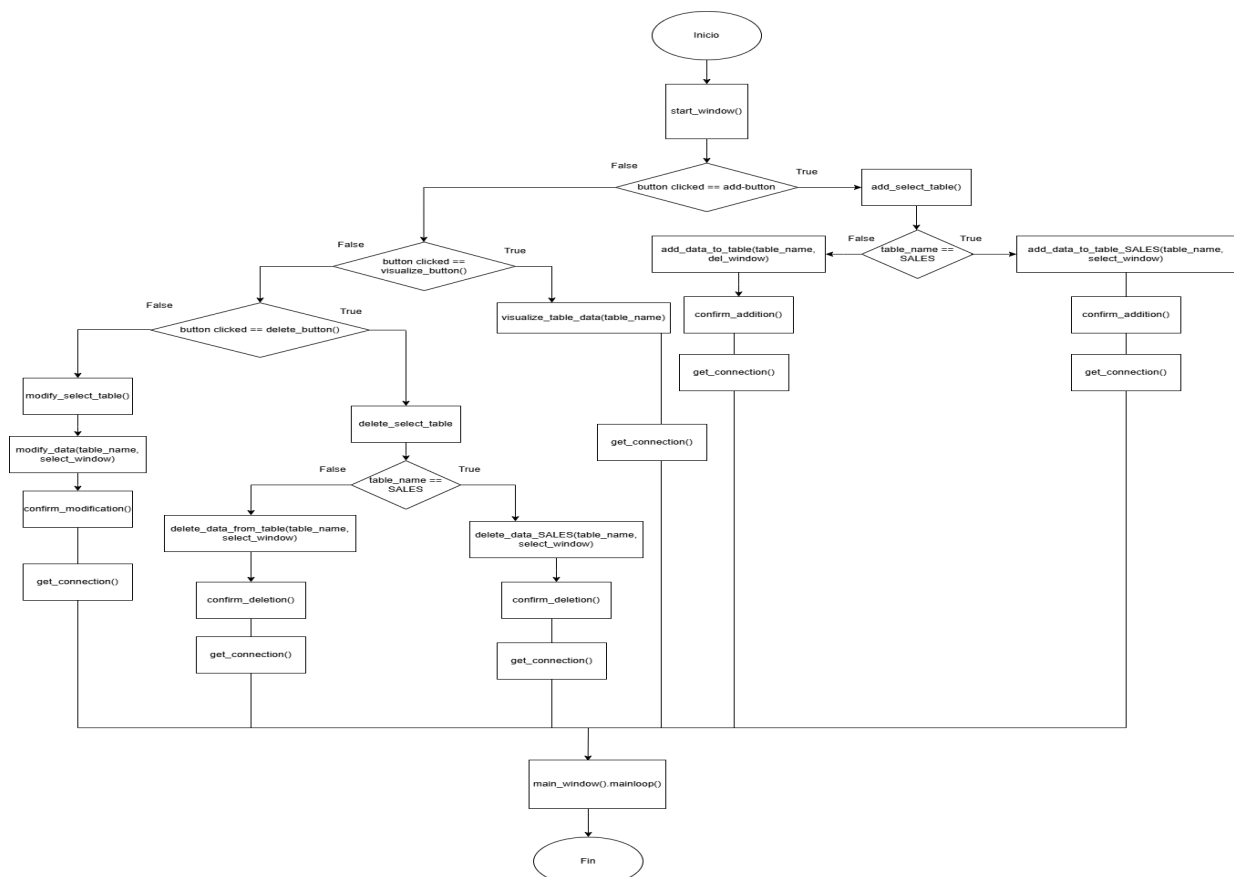 Inicio
start_window()
False
True
button clicked == add-button
add_select_table()
False
True
button clicked ==
visualize_button()
add_data_to_table(table_name,
del_window)
False
True
table_name ==
SALES
add_data_to_table_SALES(table_name,
select_window)
False
True
button clicked == delete_button()
visualize_table_data(table_name)
confirm_addition()
confirm_addition()
get_connection()
get_connection()
modify_select_table()
delete_select_table
modify_data(table_name,
select_window)
get_connection()
False
True
table_name ==
SALES
confirm_modification()
delete_data_from_table(table_name,
select_window)
delete_data_SALES(table_name,
select_window)
get_connection()
confirm_deletion()
confirm_deletion()
get_connection()
get_connection()
main_window().mainloop()
Fin